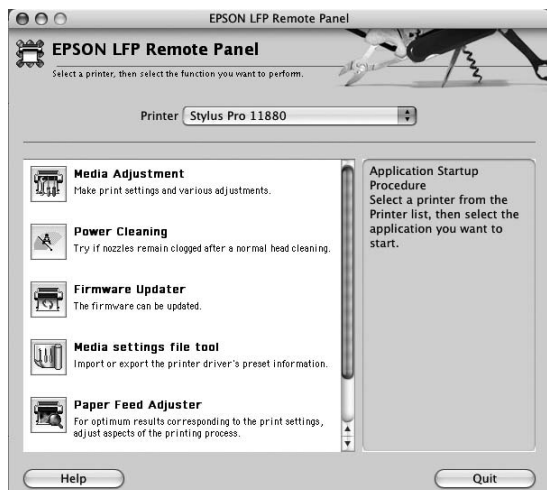 EPSON LFP Remote Panel
EPSON LFP Remote Panel
Select a printer, then select the function you want to perform.
Printer Stylus Pro 11880
Media Adjustment
Make print settings and various adjustments.
Power Cleaning
Try if nozzles remain clogged after a normal head cleaning.
Firmware Updater
The firmware can be updated.
Media settings file tool
Import or export the printer driver's preset information.
Paper Feed Adjuster
For optimum results corresponding to the print settings,
adjust aspects of the printing process.
Application Startup
Procedure
Select a printer from the
Printer list, then select the
application you want to
start.
Help
Quit